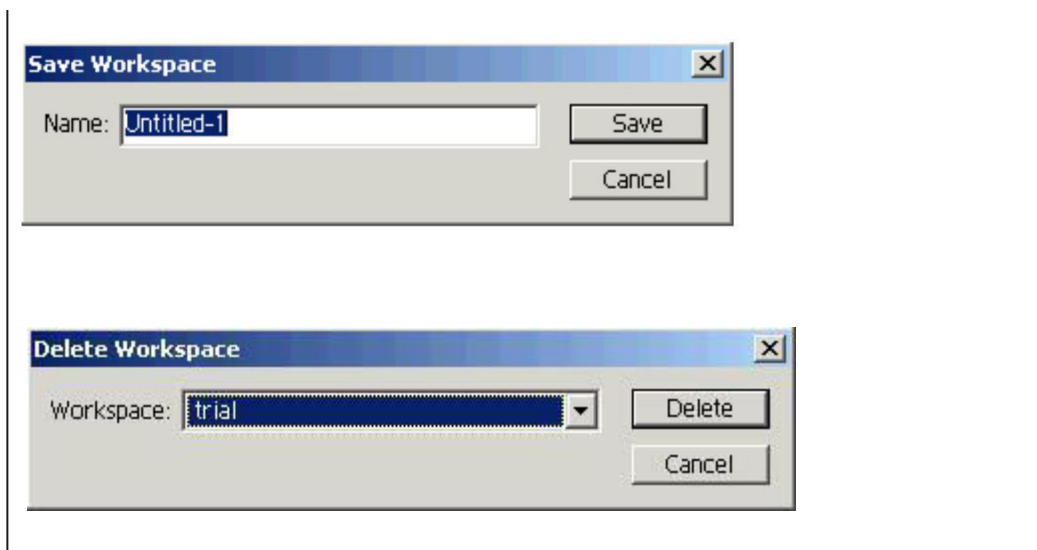 Save Workspace
Name: Untitled-1 Save
Cancel
Delete Workspace
Workspace: trial Delete
Cancel